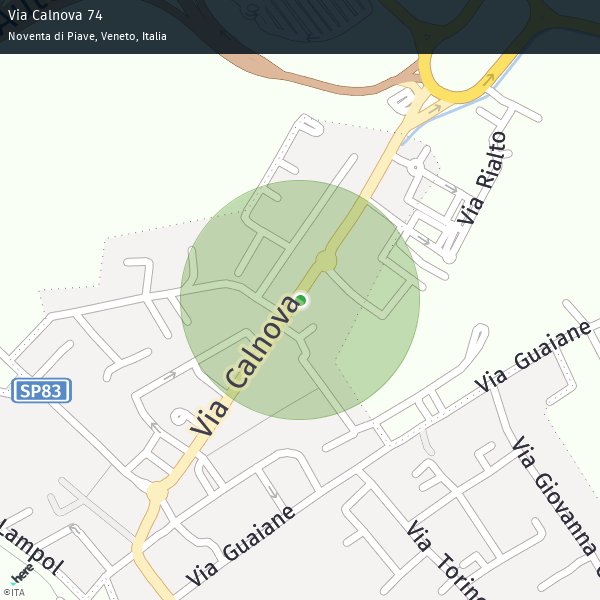 Via Calnova 74
Noventa di Piave, Veneto, Italia
Via Rialto
Via Calnova
SP83
Via Guaiane
Via Giovanna
Via Guaiane
Via Torino
Lampol
here
©ITA